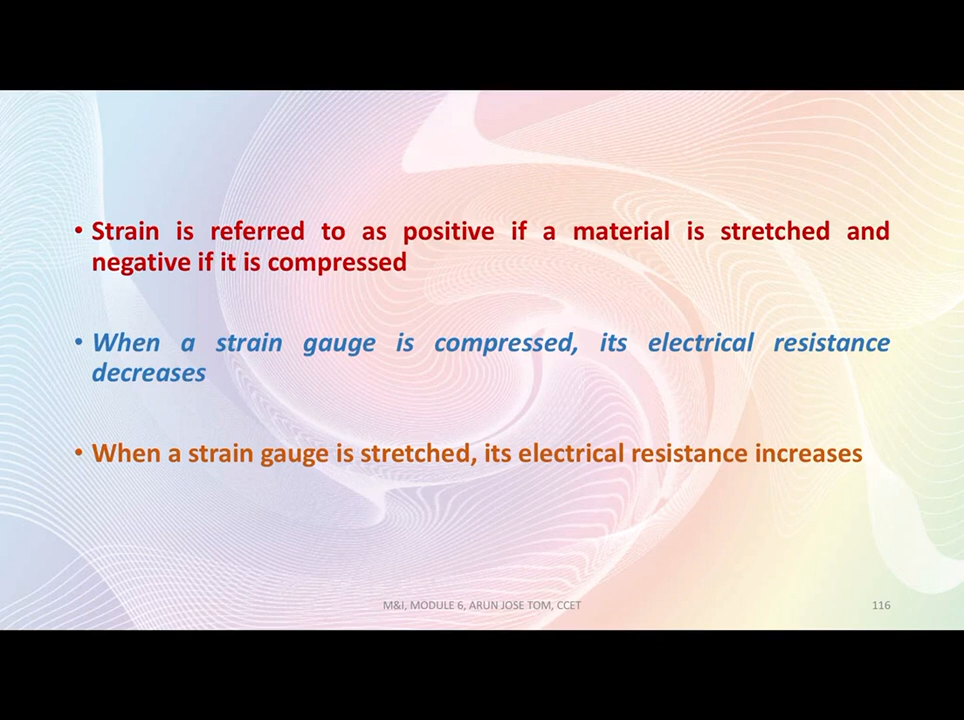 • Strain is referred to as positive if a material is stretched and
negative if it is compressed
• When a strain gauge is compressed, its electrical resistance
decreases
• When a strain gauge is stretched, its electrical resistance increases
M&I, MODULE 6, ARUN JOSE TOM, CCET
116